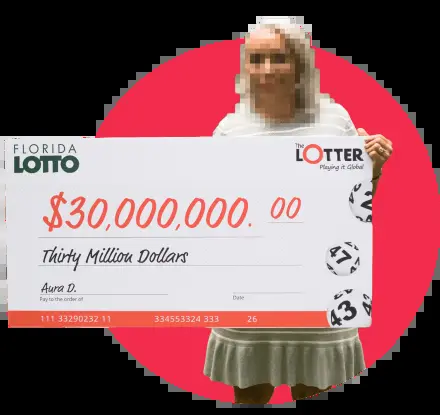 FLORIDA
LOTTO
The
LOTTER
Playing it Global
$30,000,000. 00
Thirty Million Dollars
Aura D.
Pay to the order of
Date
111 33290232 11 334553324 333 26
47
43